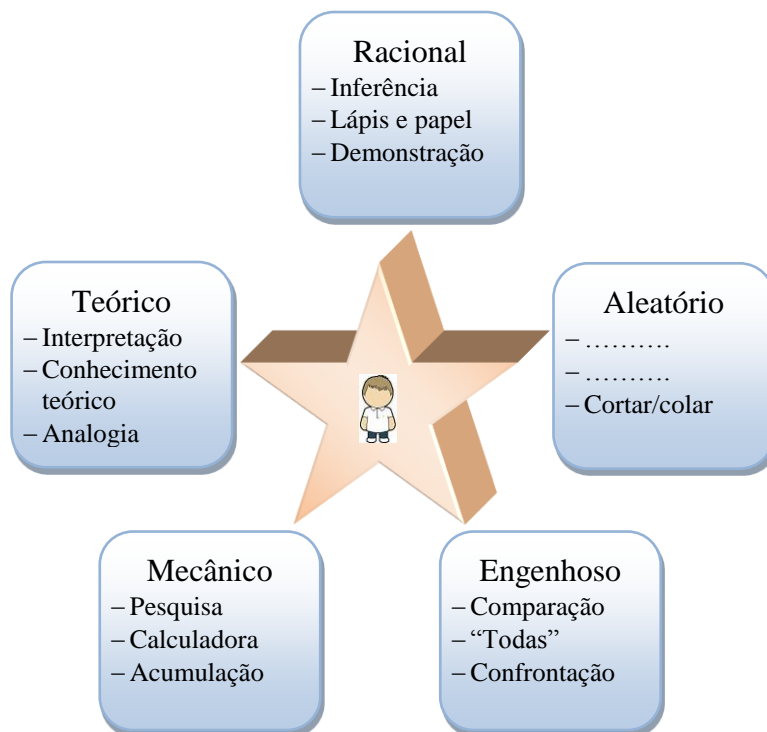 Racional
– Inferência
– Lápis e papel
– Demonstração
Teórico
– Interpretação
– Conhecimento
teórico
– Analogia
Aleatório
– ……….
– ……….
– Cortar/colar
Mecânico
– Pesquisa
– Calculadora
– Acumulação
Engenhoso
– Comparação
– “Todas”
– Confrontação